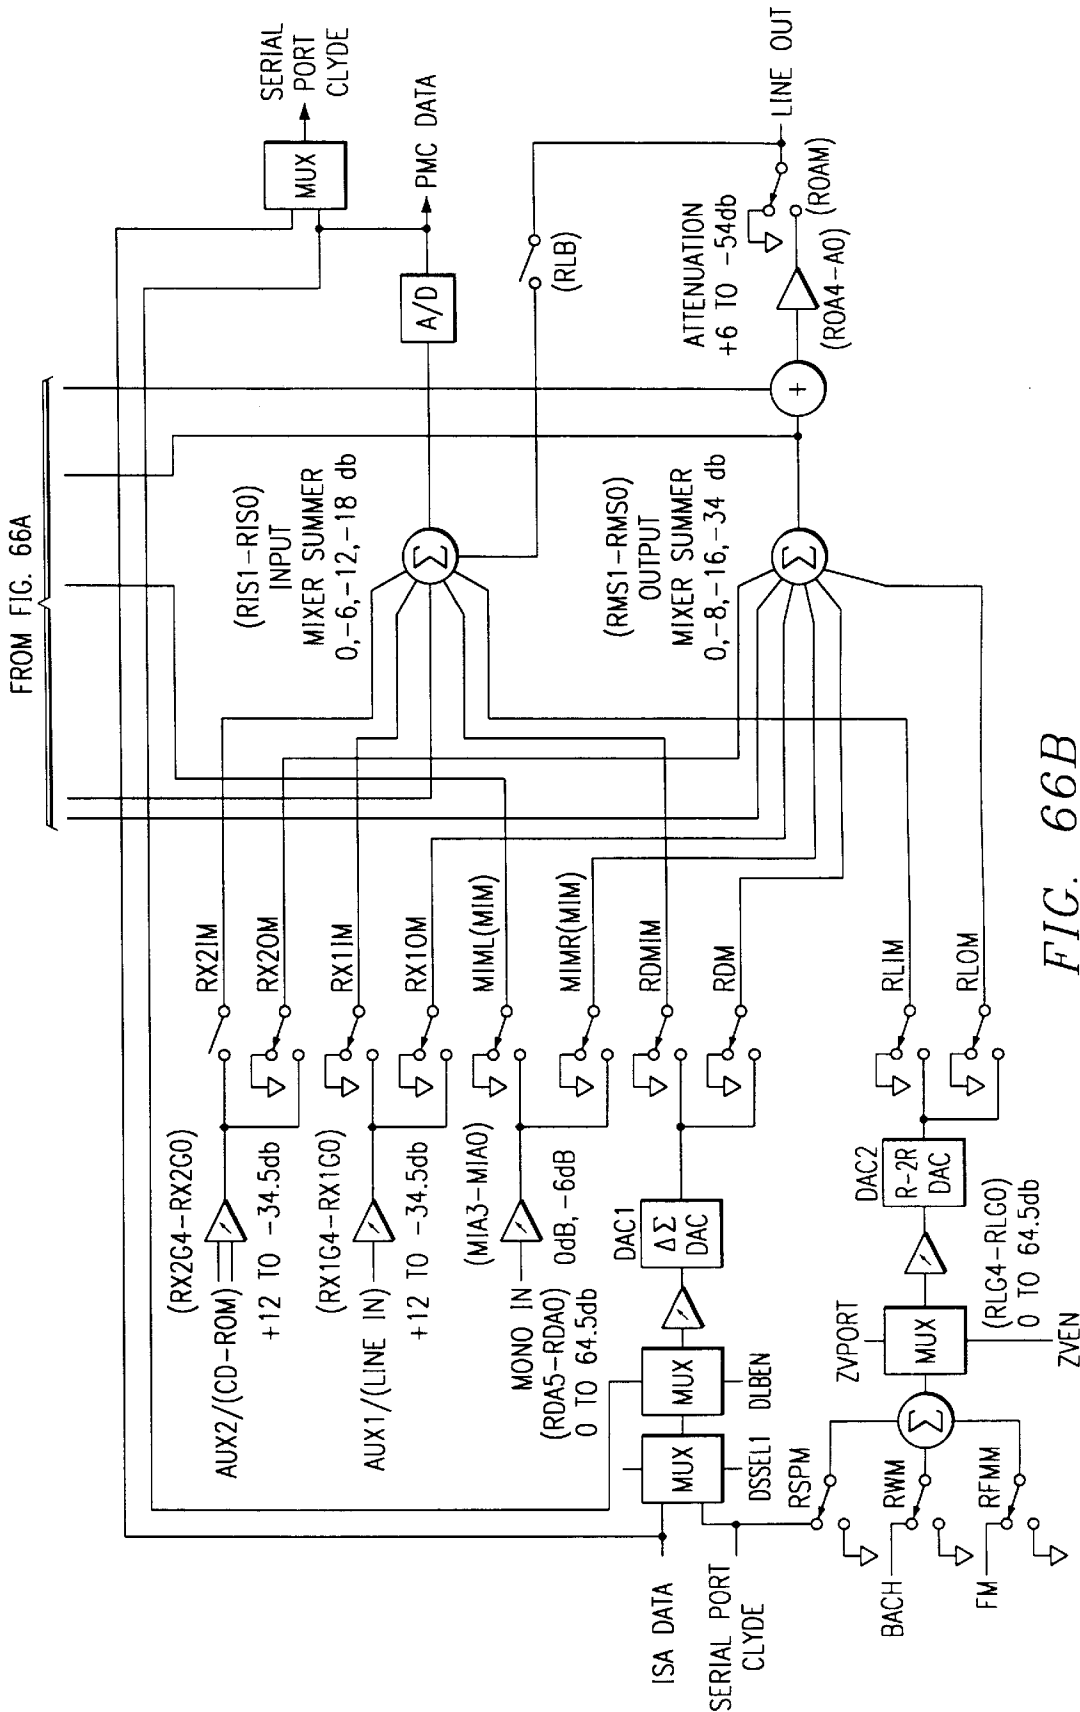 FROM FIG. 66A
SERIAL
PORT
CLYDE
MUX
PMC DATA
A/D
(RLB)
LINE OUT
ATTENUATION
+6 TO -54db
(ROAM)
(ROA4-A0)
+
(RIS1-RIS0)
INPUT
MIXER SUMMER
0,-6,-12,-18 db
Σ
(RMS1-RMS0)
OUTPUT
MIXER SUMMER
0,-8,-16,-34 db
Σ
RX2IM
RX2OM
RX1IM
RX1OM
MIML(MIM)
MIMR(MIM)
RDMIM
RDM
RLIM
RLOM
(RX2G4-RX2G0)
AUX2/(CD-ROM)
+12 TO -34.5db
(RX1G4-RX1G0)
AUX1/(LINE IN)
+12 TO -34.5db
(MIA3-MIA0)
MONO IN
0dB, -6dB
(RDA5-RDA0)
0 TO 64.5db
DAC1
ΔΣ
DAC
MUX
DLBEN
MUX
DSSEL1
ISA DATA
SERIAL PORT
CLYDE
DAC2
R-2R
DAC
(RLG4-RLG0)
0 TO 64.5db
ZVPORT
MUX
ZVEN
Σ
RSPM
RWM
RFMM
BACH
FM
FIG. 66B